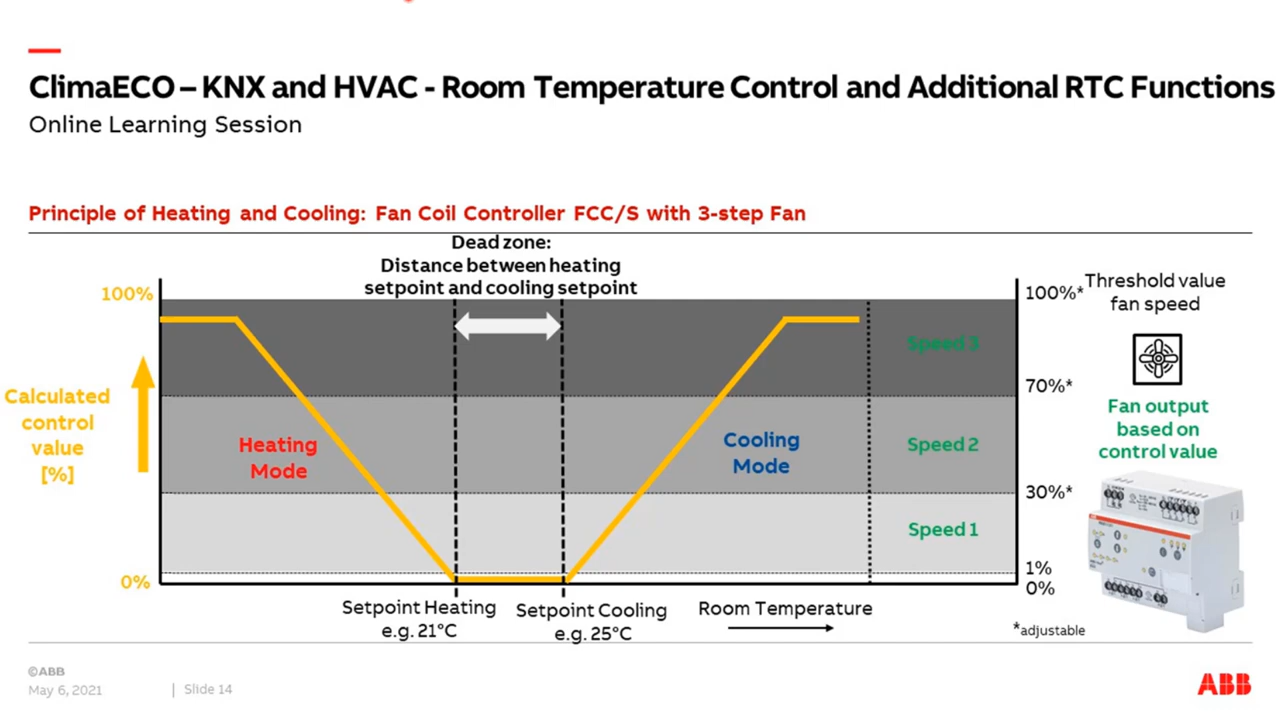 ClimaECO – KNX and HVAC - Room Temperature Control and Additional RTC Functions
Online Learning Session
Principle of Heating and Cooling: Fan Coil Controller FCC/S with 3-step Fan
Dead zone:
Distance between heating
setpoint and cooling setpoint
100%
100%*
Threshold value
fan speed
Speed 3
70%*
Calculated
control
value
[%]
Heating
Mode
Cooling
Mode
Speed 2
Fan output
based on
control value
30%*
Speed 1
1%
0%
0%
Setpoint Heating
e.g. 21°C
Setpoint Cooling
e.g. 25°C
Room Temperature
*adjustable
©ABB
May 6, 2021
| Slide 14
ABB